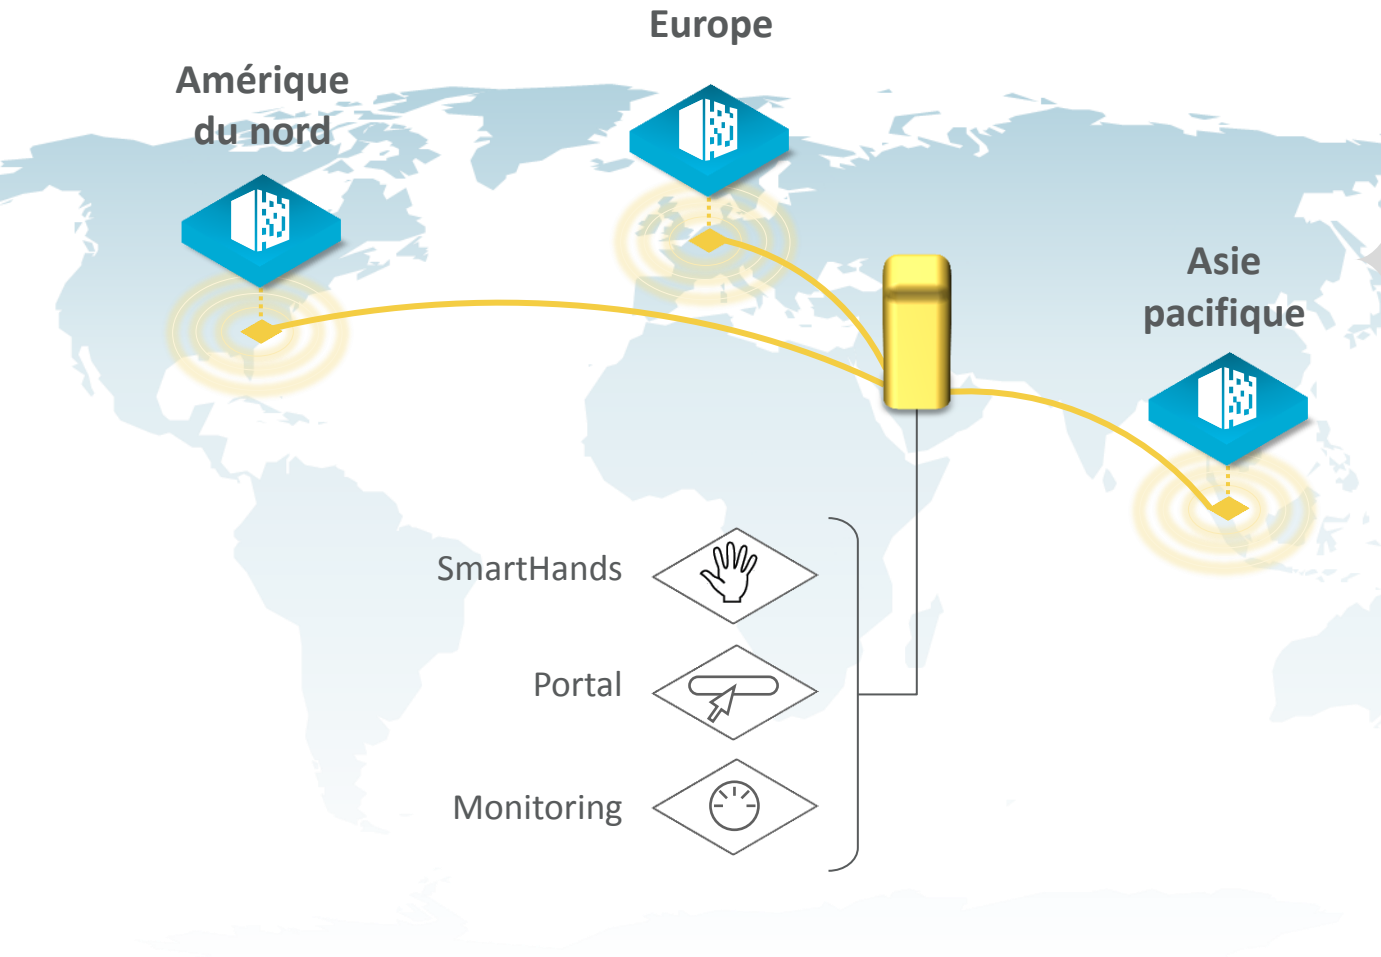 Europe
Amérique
du nord
Asie
pacifique
SmartHands
Portal
Monitoring